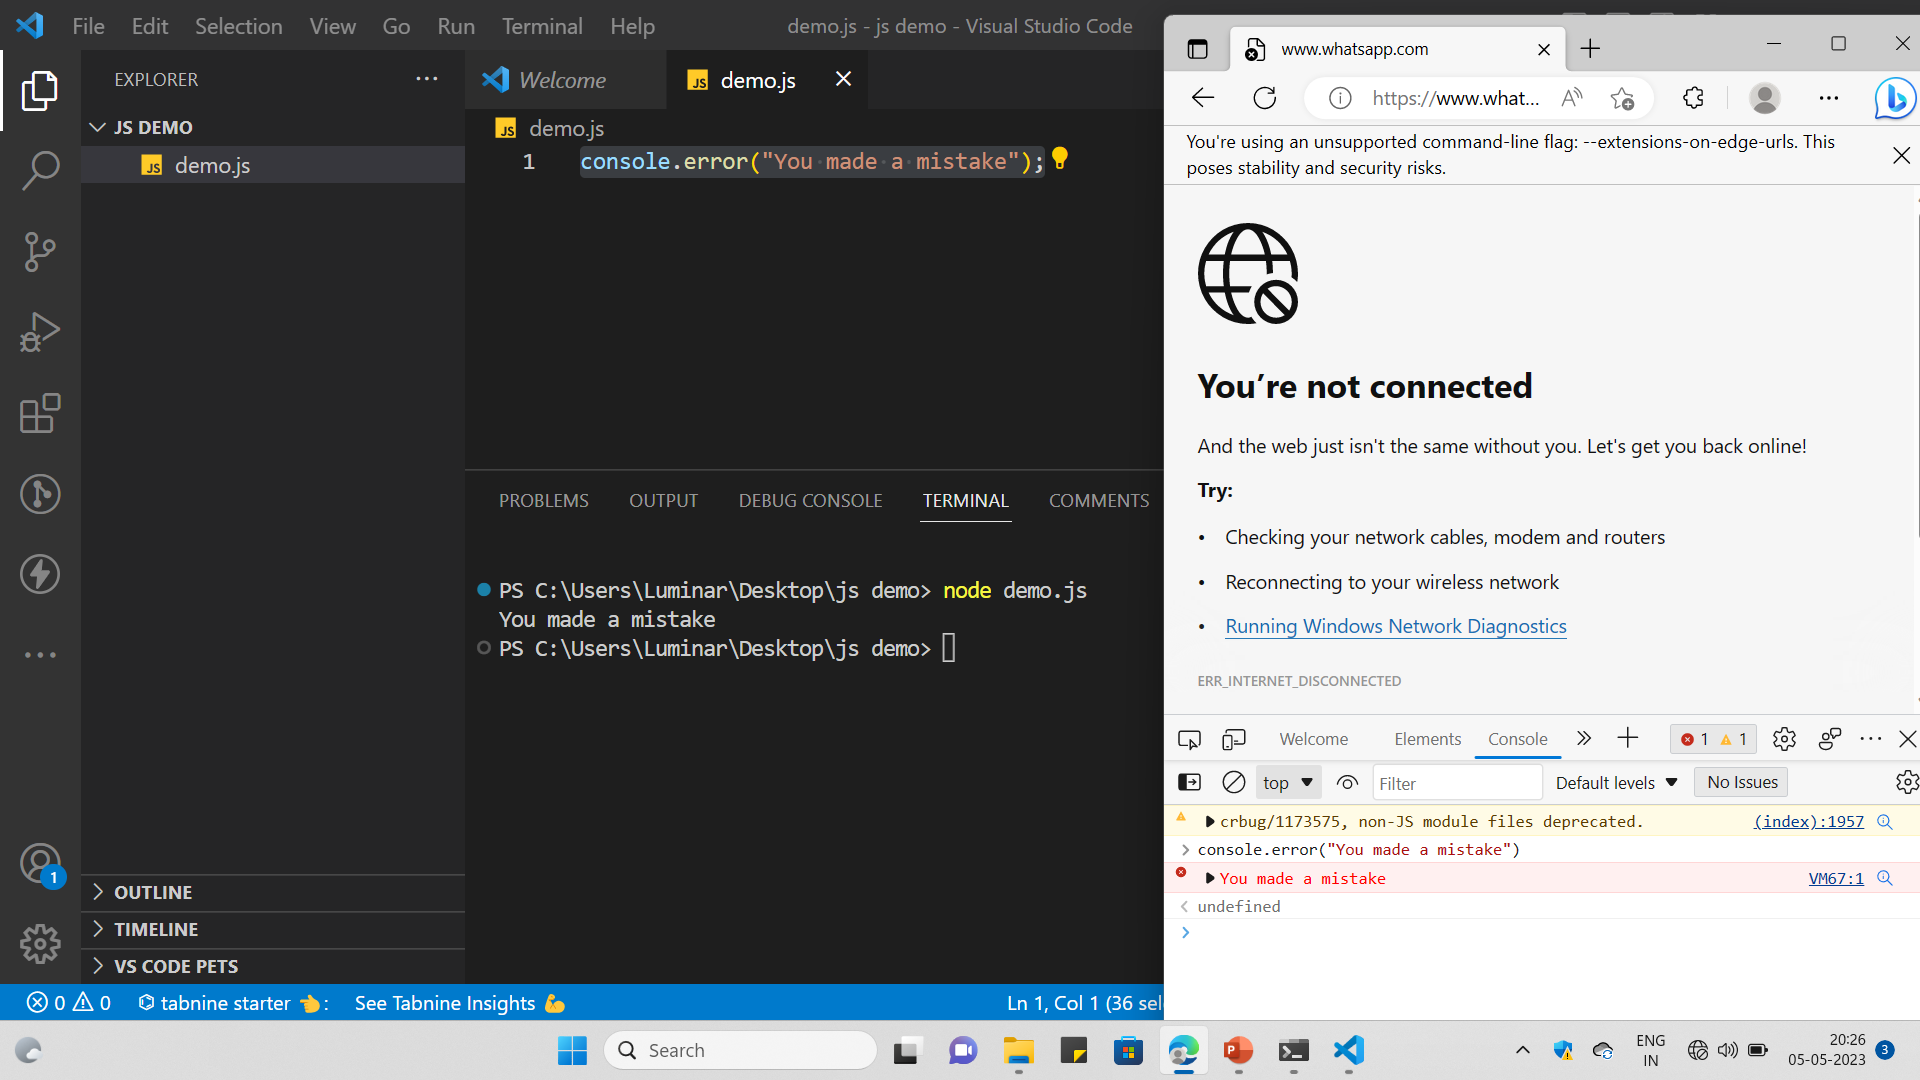 File Edit Selection View Go Run Terminal Help
demo.js - js demo - Visual Studio Code
EXPLORER
JS DEMO
demo.js
OUTLINE
TIMELINE
VS CODE PETS
Welcome
demo.js
demo.js
1 console.error("You made a mistake");
PROBLEMS OUTPUT DEBUG CONSOLE TERMINAL COMMENTS
PS C:\Users\Luminar\Desktop\js demo> node demo.js
You made a mistake
PS C:\Users\Luminar\Desktop\js demo>
1
0 0 tabnine starter : See Tabnine Insights
Ln 1, Col 1 (36 sel
www.whatsapp.com
https://www.what...
You're using an unsupported command-line flag: --extensions-on-edge-urls. This
poses stability and security risks.
You’re not connected
And the web just isn't the same without you. Let's get you back online!
Try:
• Checking your network cables, modem and routers
• Reconnecting to your wireless network
• Running Windows Network Diagnostics
ERR_INTERNET_DISCONNECTED
Welcome Elements Console 1 1
top Filter Default levels No Issues
crbug/1173575, non-JS module files deprecated. (index):1957
console.error("You made a mistake")
You made a mistake VM67:1
undefined
Search
ENG
IN
20:26
05-05-2023
3